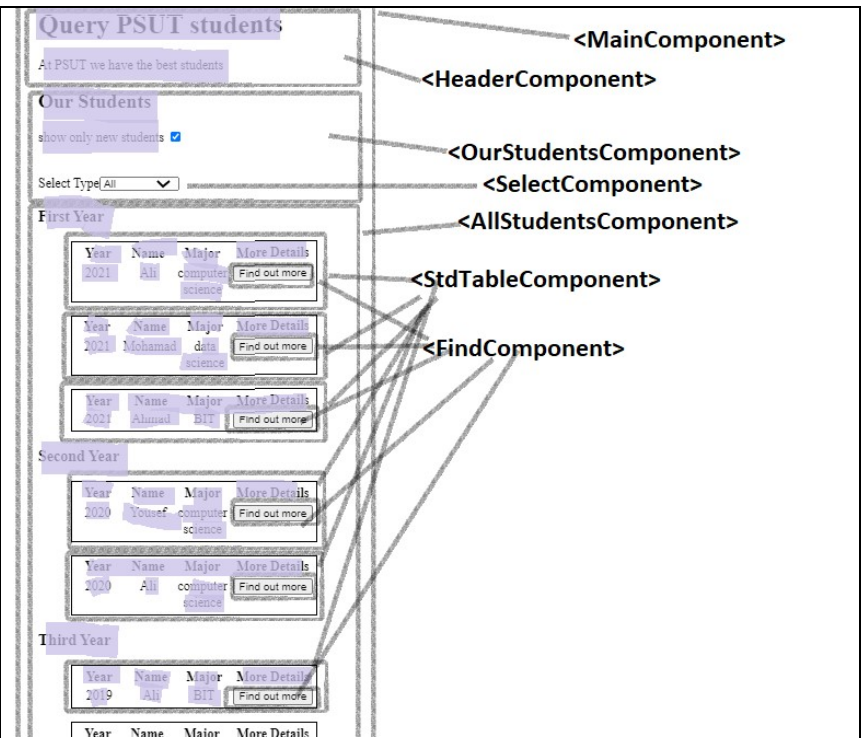 Query PSUT students
<MainComponent>
At PSUT we have the best students
<HeaderComponent>
Our Students
show only new students
<OurStudentsComponent>
Select Type All
<SelectComponent>
First Year
<AllStudentsComponent>
Year Name Major More Details
2021 Ali computer science Find out more
<StdTableComponent>
Year Name Major More Details
2021 Mohamad data science Find out more
<FindComponent>
Year Name Major More Details
2021 Ahmad BIT Find out more
Second Year
Year Name Major More Details
2020 Yousef computer science Find out more
Year Name Major More Details
2020 Ali computer science Find out more
Third Year
Year Name Major More Details
2019 Ali BIT Find out more
Year Name Major More Details